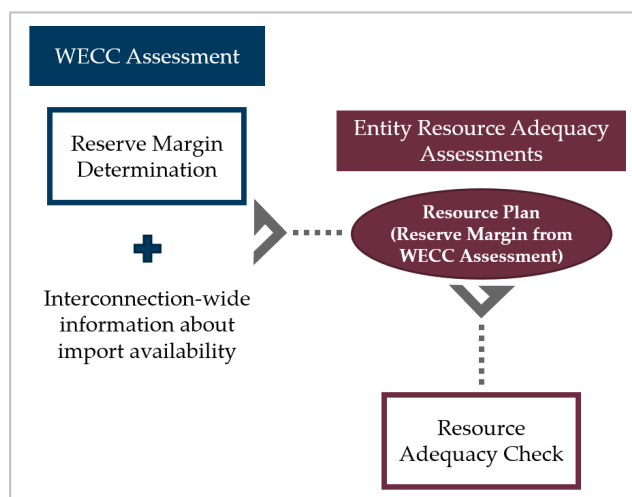 WECC Assessment
Reserve Margin
Determination
Interconnection-wide
information about
import availability
Entity Resource Adequacy
Assessments
Resource Plan
(Reserve Margin from
WECC Assessment)
Resource
Adequacy Check